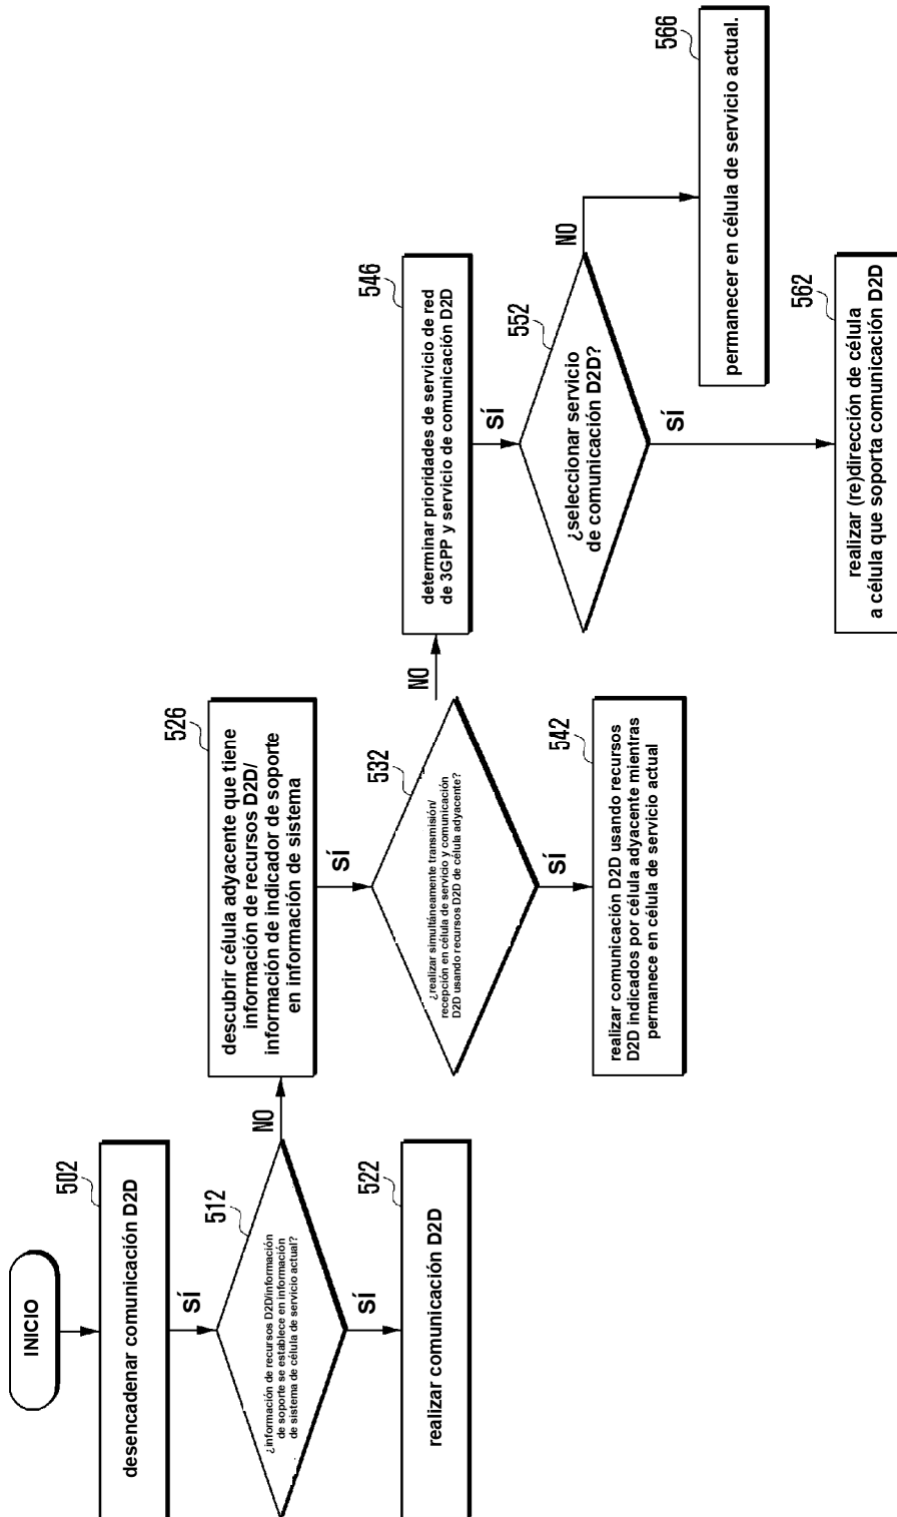 INICIO
502
desencadenar comunicación D2D
SÍ
512
¿información de recursos D2D/información
de soporte se establece en información
de sistema de célula de servicio actual?
NO
SÍ
522
realizar comunicación D2D
526
descubrir célula adyacente que tiene
información de recursos D2D/
información de indicador de soporte
en información de sistema
SÍ
532
¿realizar simultáneamente transmisión/
recepción en célula de servicio y comunicación
D2D usando recursos D2D de célula adyacente?
NO
SÍ
542
realizar comunicación D2D usando recursos
D2D indicados por célula adyacente mientras
permanece en célula de servicio actual
546
determinar prioridades de servicio de red
de 3GPP y servicio de comunicación D2D
SÍ
552
¿seleccionar servicio
de comunicación D2D?
NO
SÍ
562
realizar (re)dirección de célula
a célula que soporta comunicación D2D
566
permanecer en célula de servicio actual.